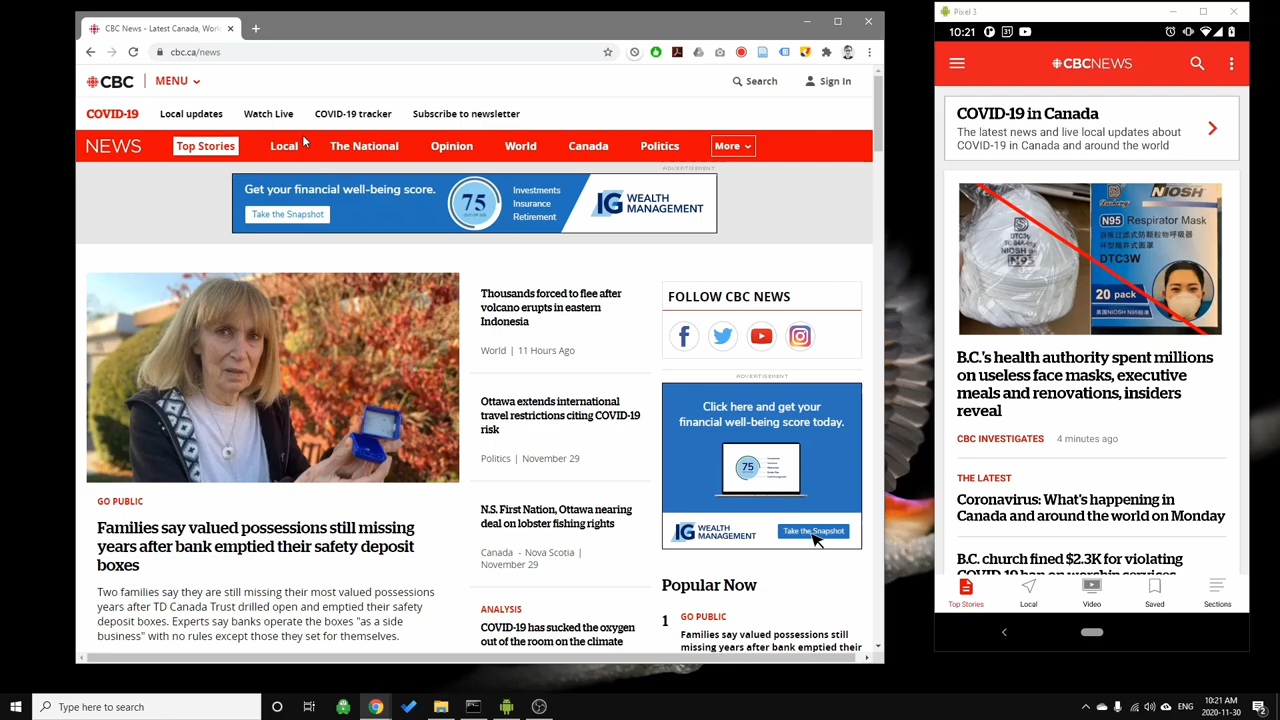 CBC News - Latest Canada, Worl
cbc.ca/news
CBC
MENU
Search
Sign In
COVID-19
Local updates
Watch Live
COVID-19 tracker
Subscribe to newsletter
NEWS
Top Stories
Local
The National
Opinion
World
Canada
Politics
More
ADVERTISEMENT
Get your financial well-being score.
Take the Snapshot
75
Investments
Insurance
Retirement
IG WEALTH
MANAGEMENT
GO PUBLIC
Families say valued possessions still missing
years after bank emptied their safety deposit
boxes
Two families say they are still missing their most valued possessions
years after TD Canada Trust drilled open and emptied their safety
deposit boxes. Experts say banks operate the boxes "as a side
business" with no rules except those they set for themselves.
Thousands forced to flee after
volcano erupts in eastern
Indonesia
World | 11 Hours Ago
Ottawa extends international
travel restrictions citing COVID-19
risk
Politics | November 29
N.S. First Nation, Ottawa nearing
deal on lobster fishing rights
Canada - Nova Scotia |
November 29
ANALYSIS
COVID-19 has sucked the oxygen
out of the room on the climate
FOLLOW CBC NEWS
ADVERTISEMENT
Click here and get your
financial well-being score today.
75
IG WEALTH
MANAGEMENT
Take the Snapshot
Popular Now
1
GO PUBLIC
Families say valued possessions still
missing years after bank emptied their
Pixel 3
10:21
31
CBCNEWS
COVID-19 in Canada
The latest news and live local updates about
COVID-19 in Canada and around the world
NIOSH
N95 Respirator Mask
DTC3W
20 pack
N95
B.C.'s health authority spent millions
on useless face masks, executive
meals and renovations, insiders
reveal
CBC INVESTIGATES
4 minutes ago
THE LATEST
Coronavirus: What's happening in
Canada and around the world on Monday
B.C. church fined $2.3K for violating
COVID-19 ban on worship services
Top Stories
Local
Video
Saved
Sections
Type here to search
ENG
10:21 AM
2020-11-30
2